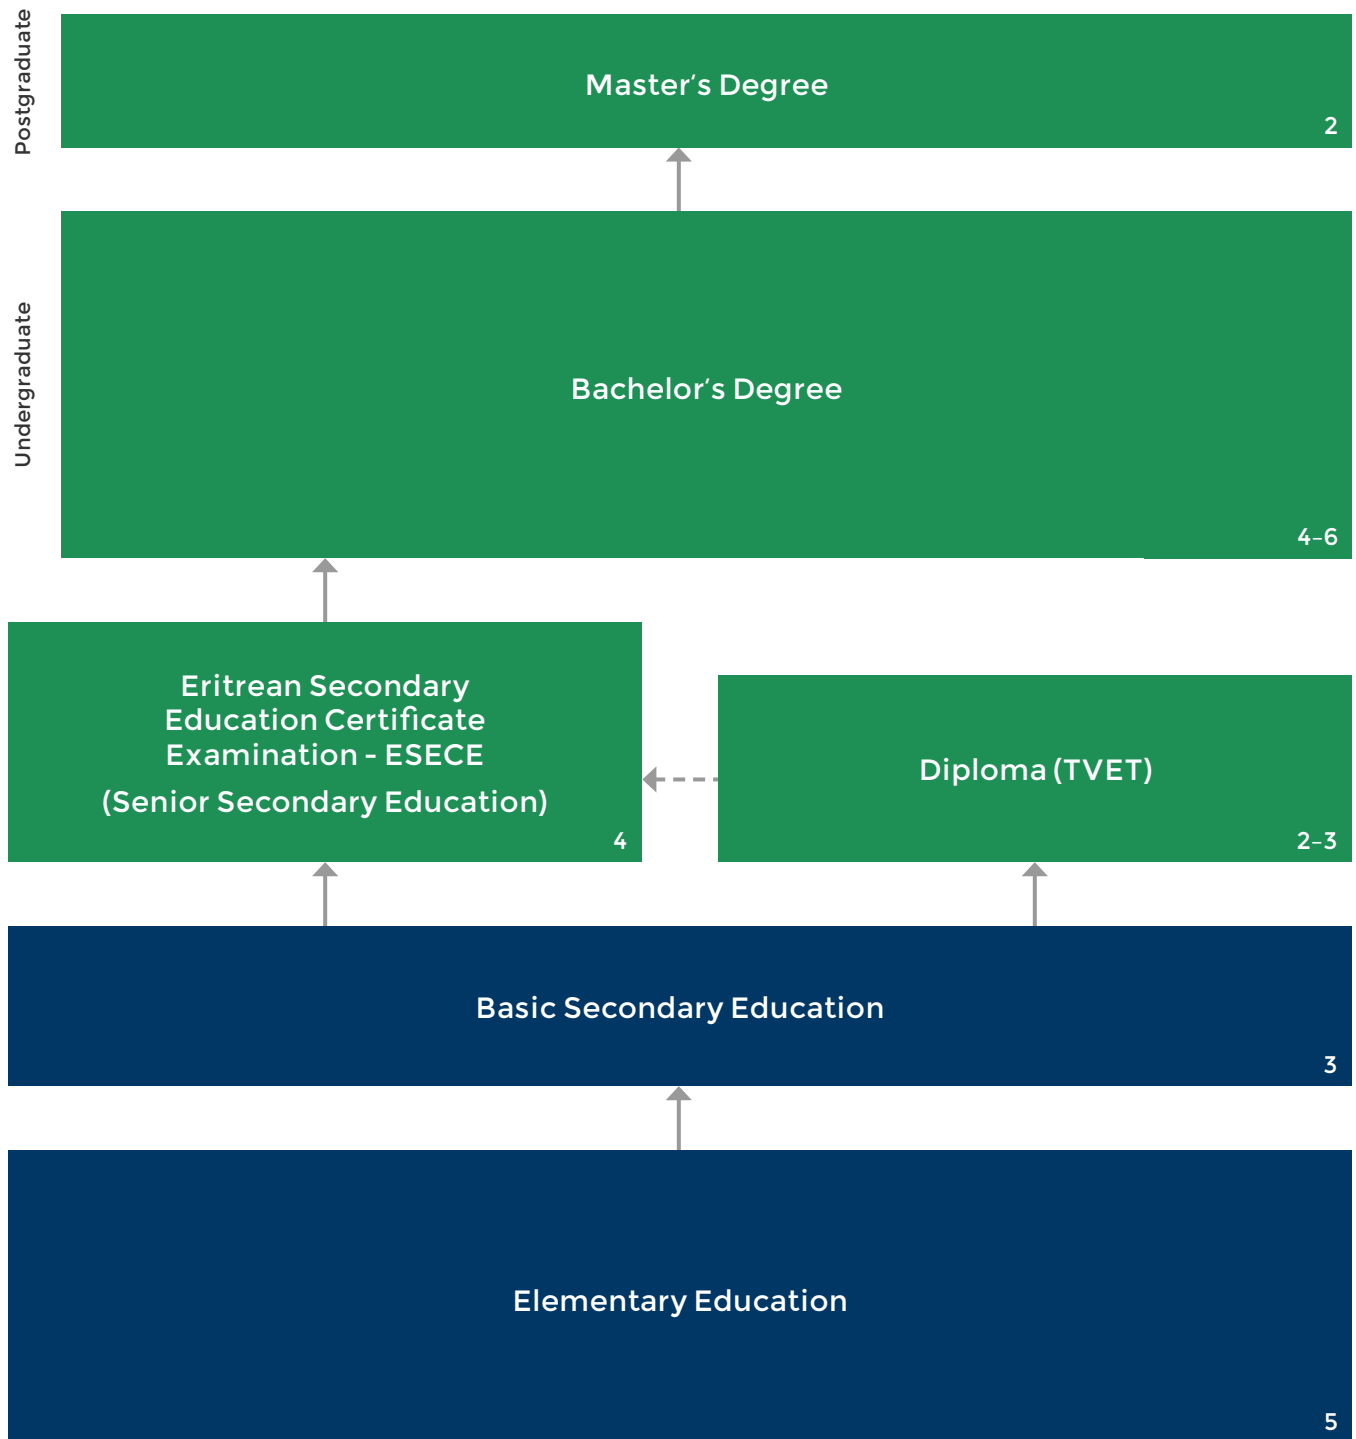 Postgraduate
Master‘s Degree
2
Undergraduate
Bachelor‘s Degree
4-6
Eritrean Secondary
Education Certificate
Examination - ESECE
(Senior Secondary Education)
4
Diploma (TVET)
2-3
Basic Secondary Education
3
Elementary Education
5